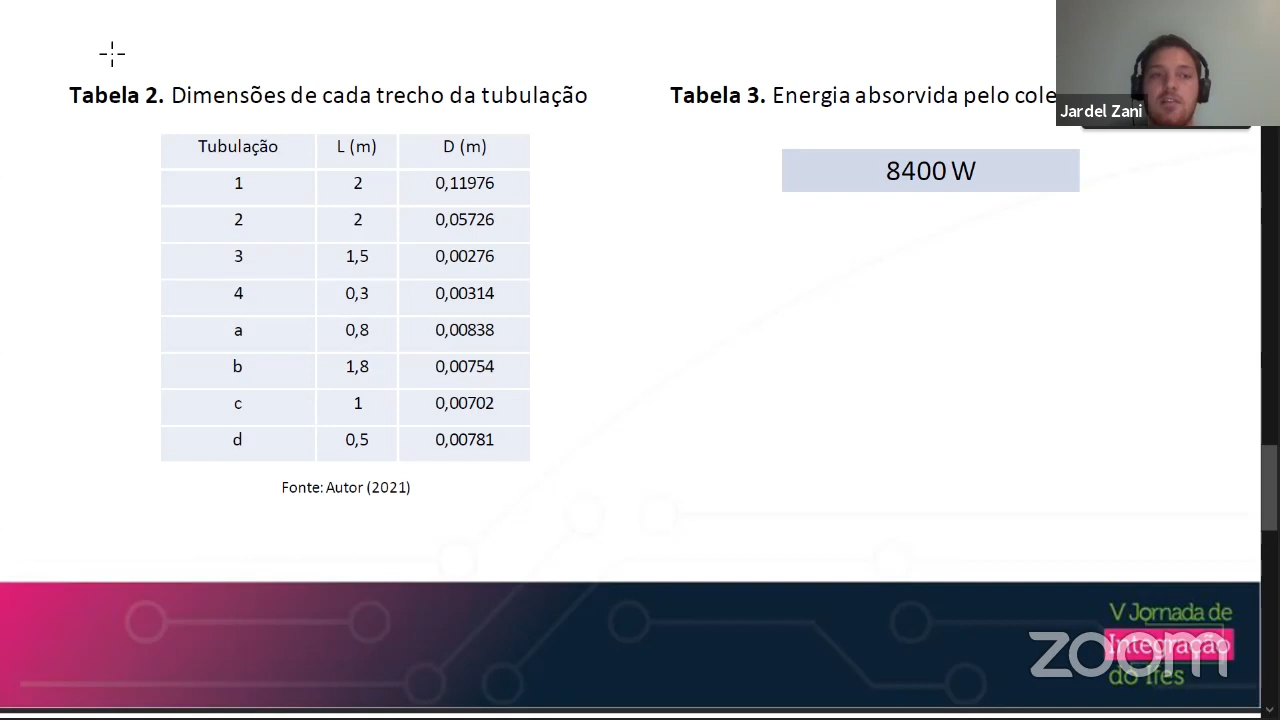 Tabela 2. Dimensões de cada trecho da tubulação
Tubulação L (m) D (m)
1 2 0,11976
2 2 0,05726
3 1,5 0,00276
4 0,3 0,00314
a 0,8 0,00838
b 1,8 0,00754
c 1 0,00702
d 0,5 0,00781
Fonte: Autor (2021)
Tabela 3. Energia absorvida pelo cole
8400 W
Jardel Zani
V Jornada de
Integração
do Ifes
zoom